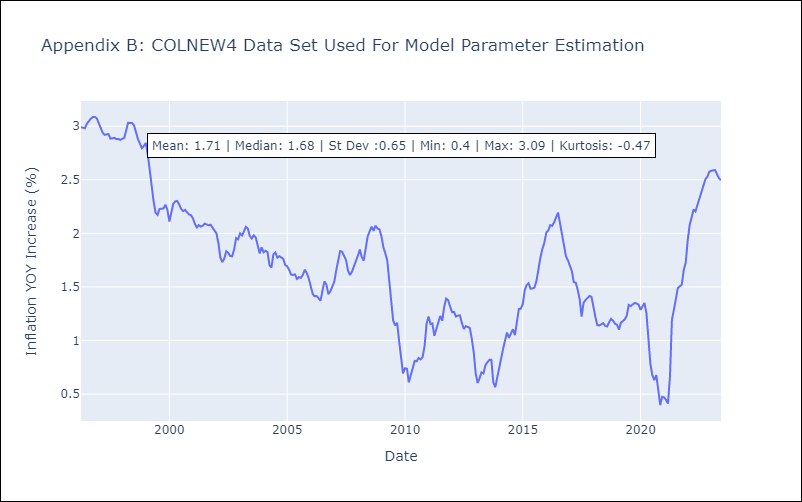 Appendix B: COLNEW4 Data Set Used For Model Parameter Estimation
Mean: 1.71 | Median: 1.68 | St Dev :0.65 | Min: 0.4 | Max: 3.09 | Kurtosis: -0.47
Inflation YOY Increase (%)
3
2.5
2
1.5
1
0.5
2000 2005 2010 2015 2020
Date